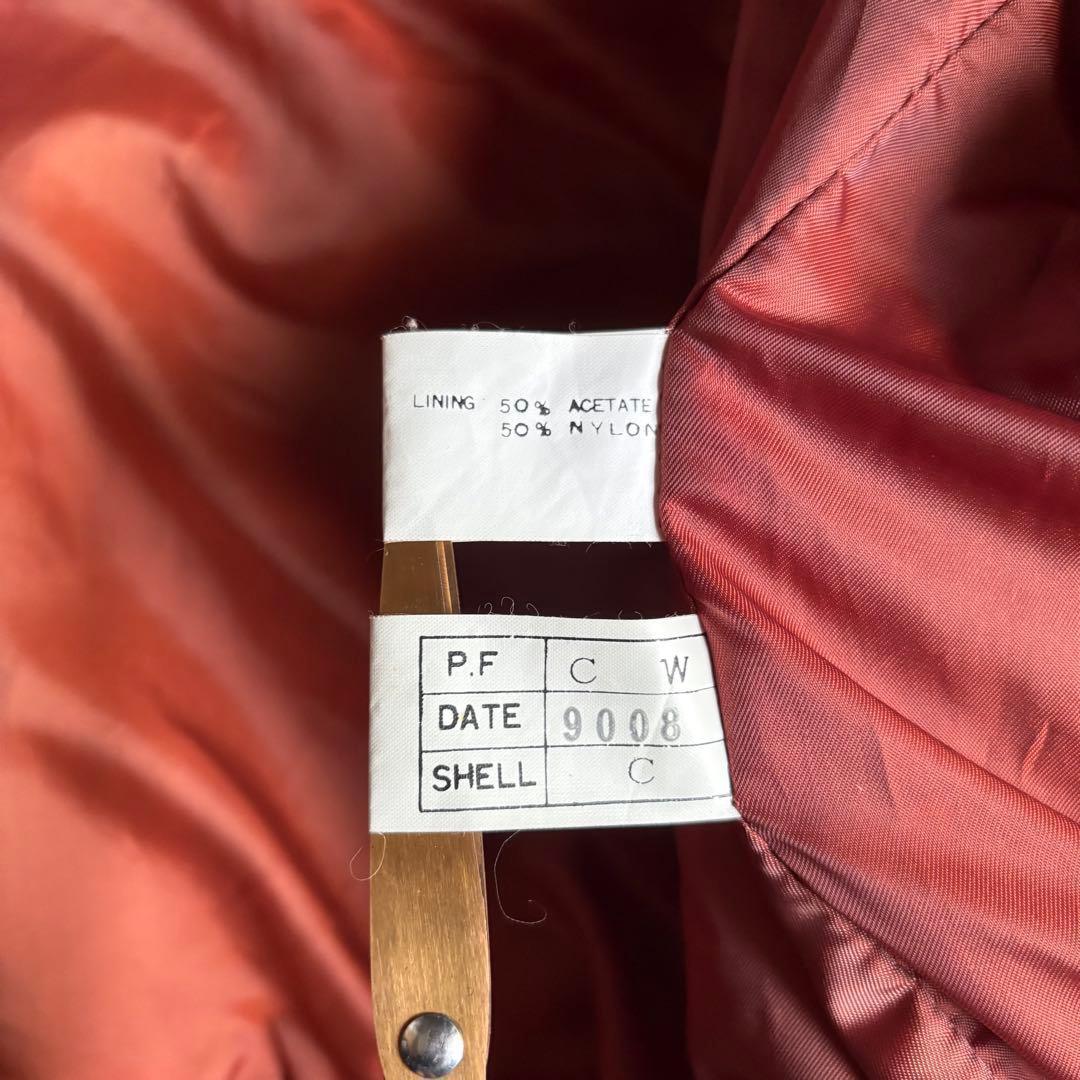 LINING 50% ACETATE
50% NYLON
P.F C W
DATE 9008
SHELL C